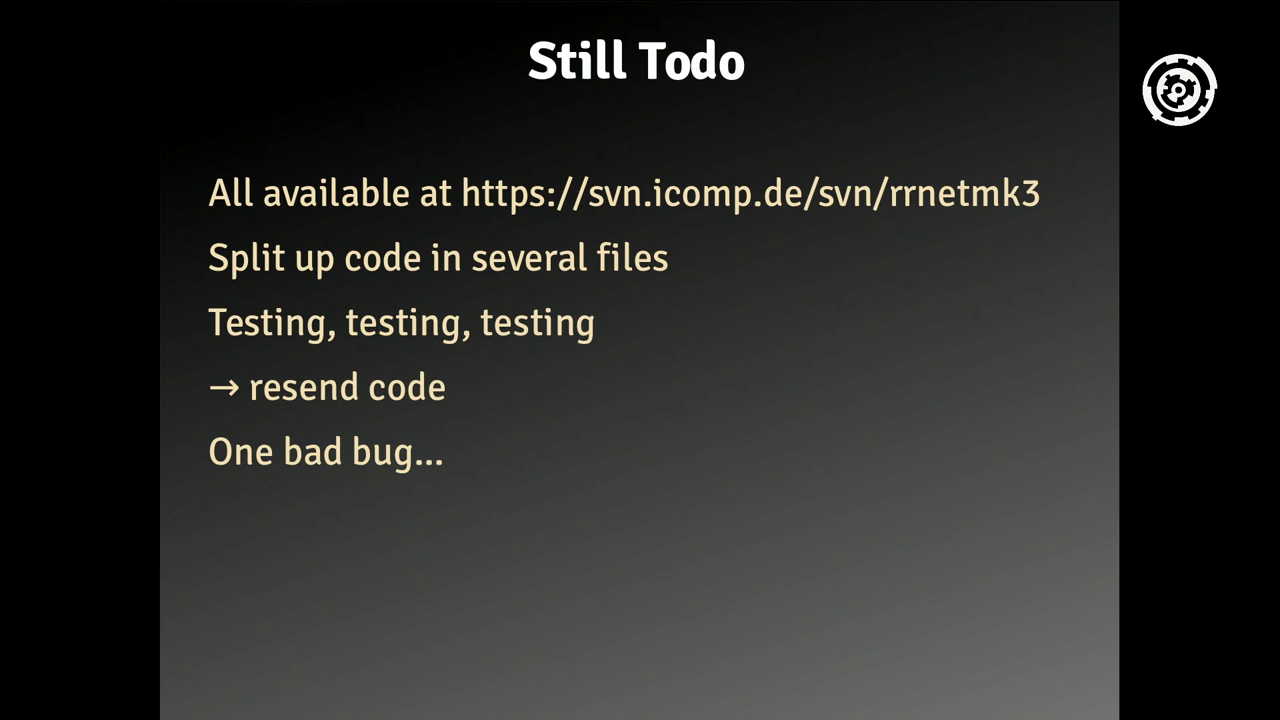 Still Todo
All available at https://svn.icomp.de/svn/rrnetmk3
Split up code in several files
Testing, testing, testing
→ resend code
One bad bug...